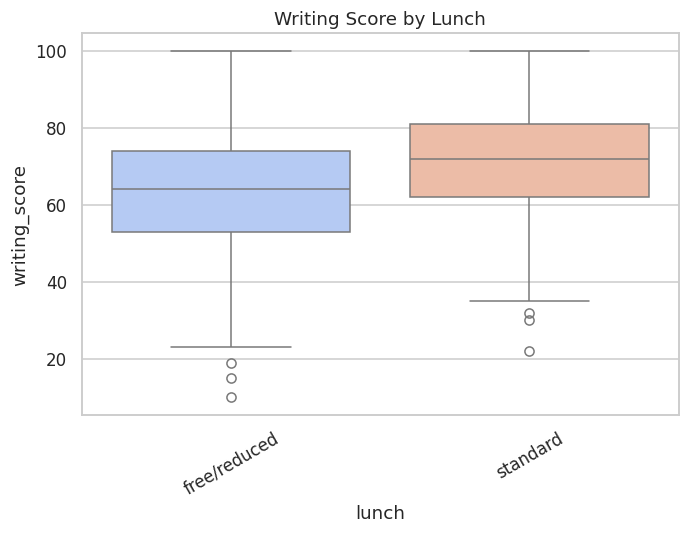 Writing Score by Lunch
100
80
60
40
20
writing_score
free/reduced
standard
lunch